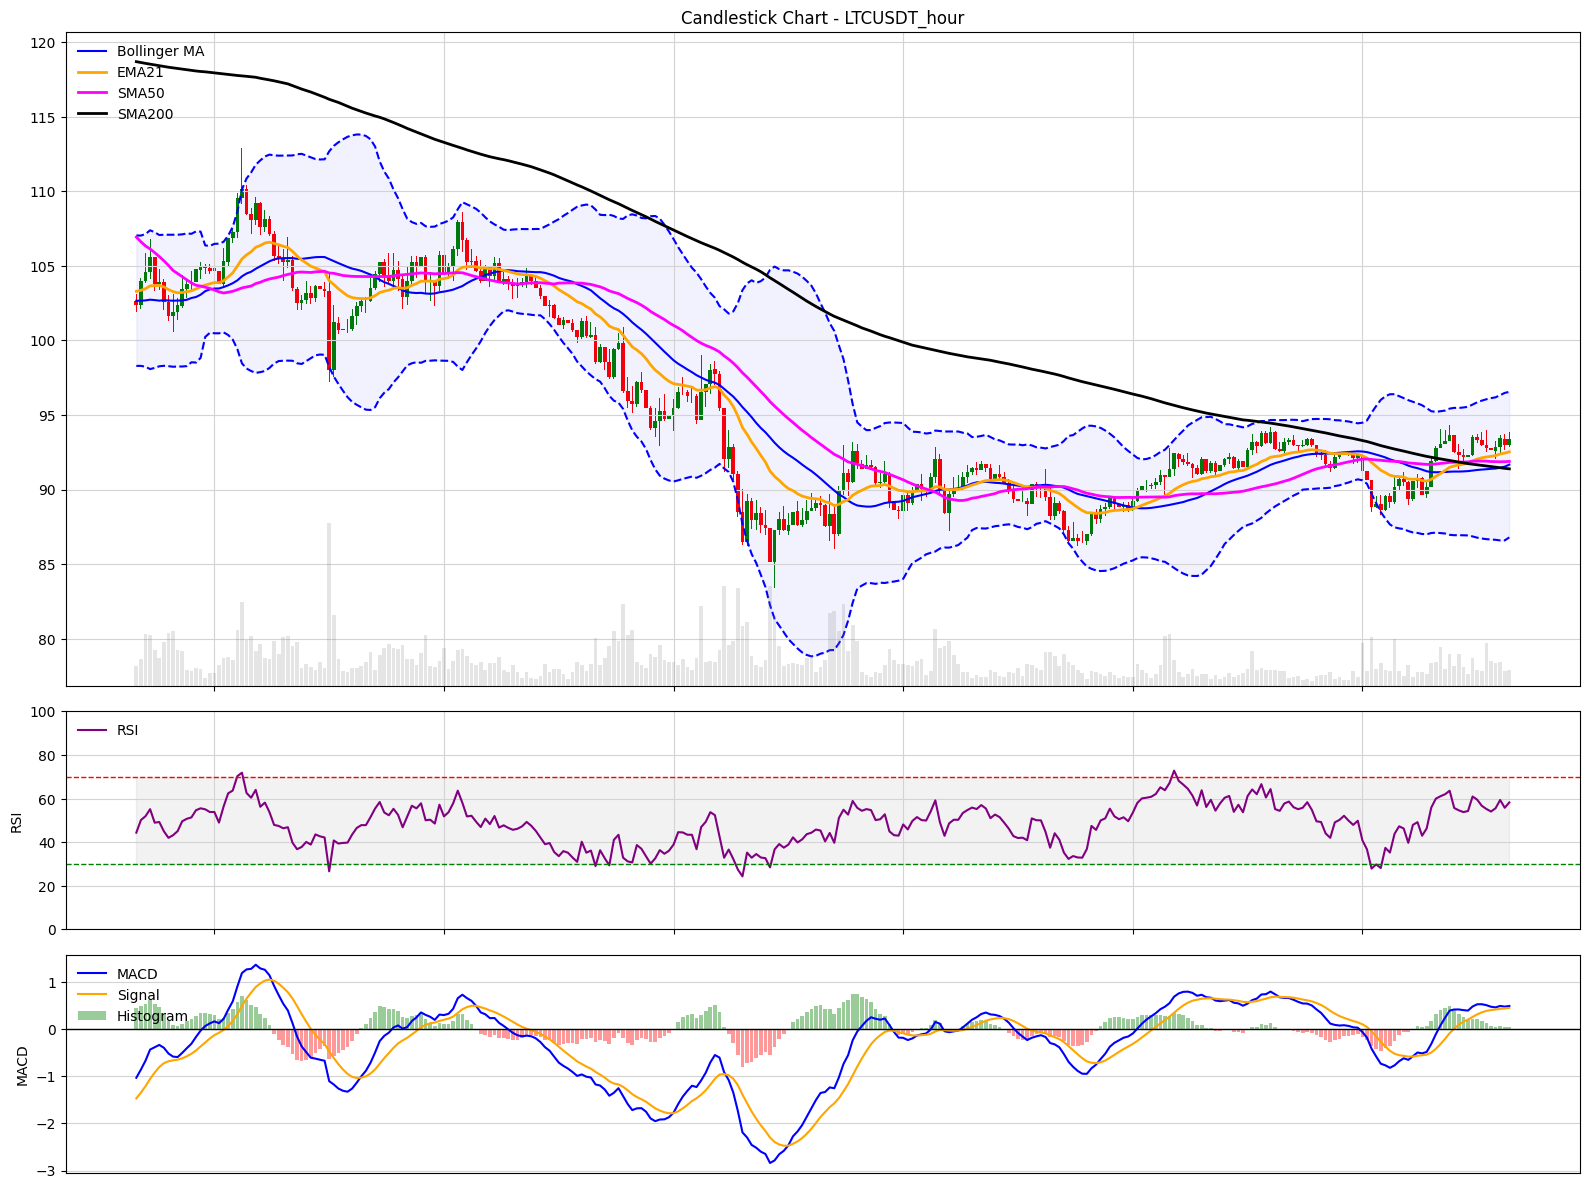 Candlestick Chart - LTCUSDT_hour
Bollinger MA
EMA21
SMA50
SMA200
120
115
110
105
100
95
90
85
80
RSI
RSI
100
80
60
40
20
0
MACD
Signal
Histogram
MACD
1
0
−1
−2
−3